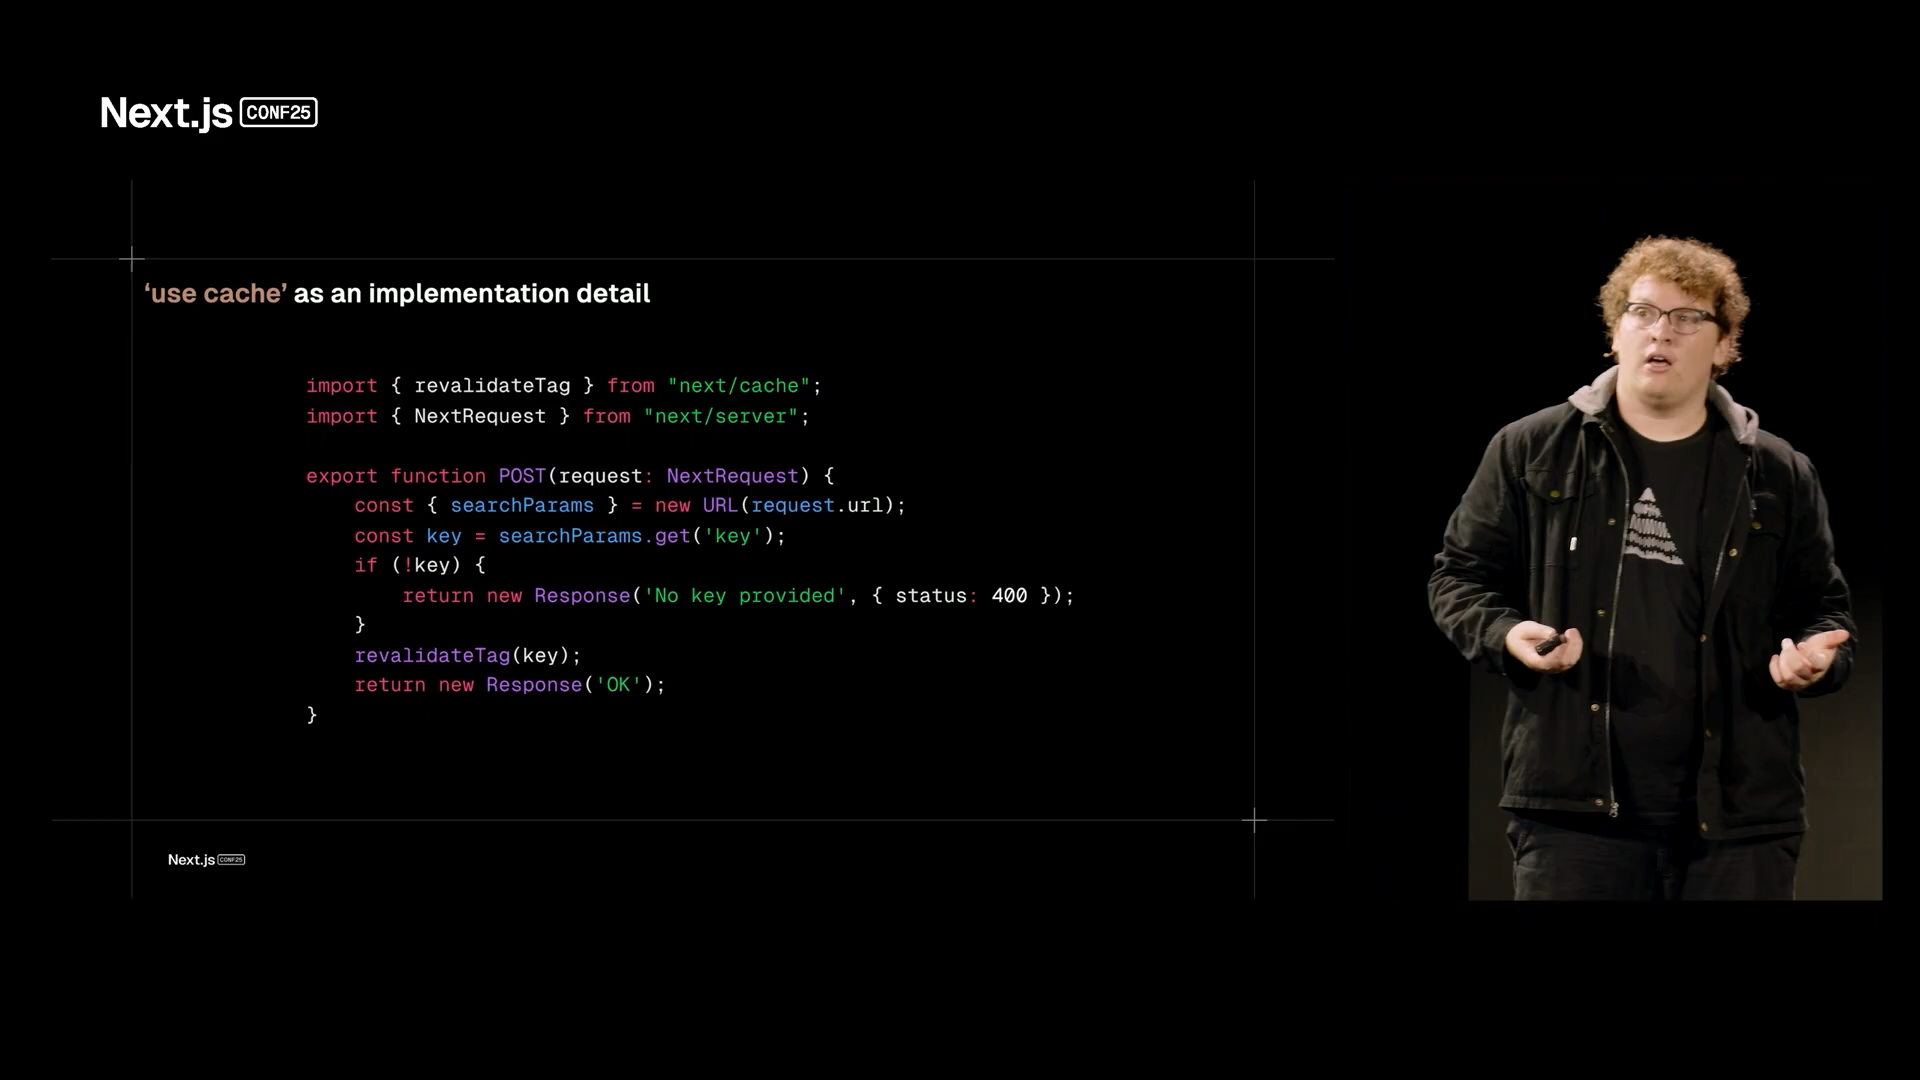 Next.js CONF25
‘use cache’ as an implementation detail
import { revalidateTag } from "next/cache";
import { NextRequest } from "next/server";
export function POST(request: NextRequest) {
    const { searchParams } = new URL(request.url);
    const key = searchParams.get('key');
    if (!key) {
        return new Response('No key provided', { status: 400 });
    }
    revalidateTag(key);
    return new Response('OK');
}
Next.js CONF25